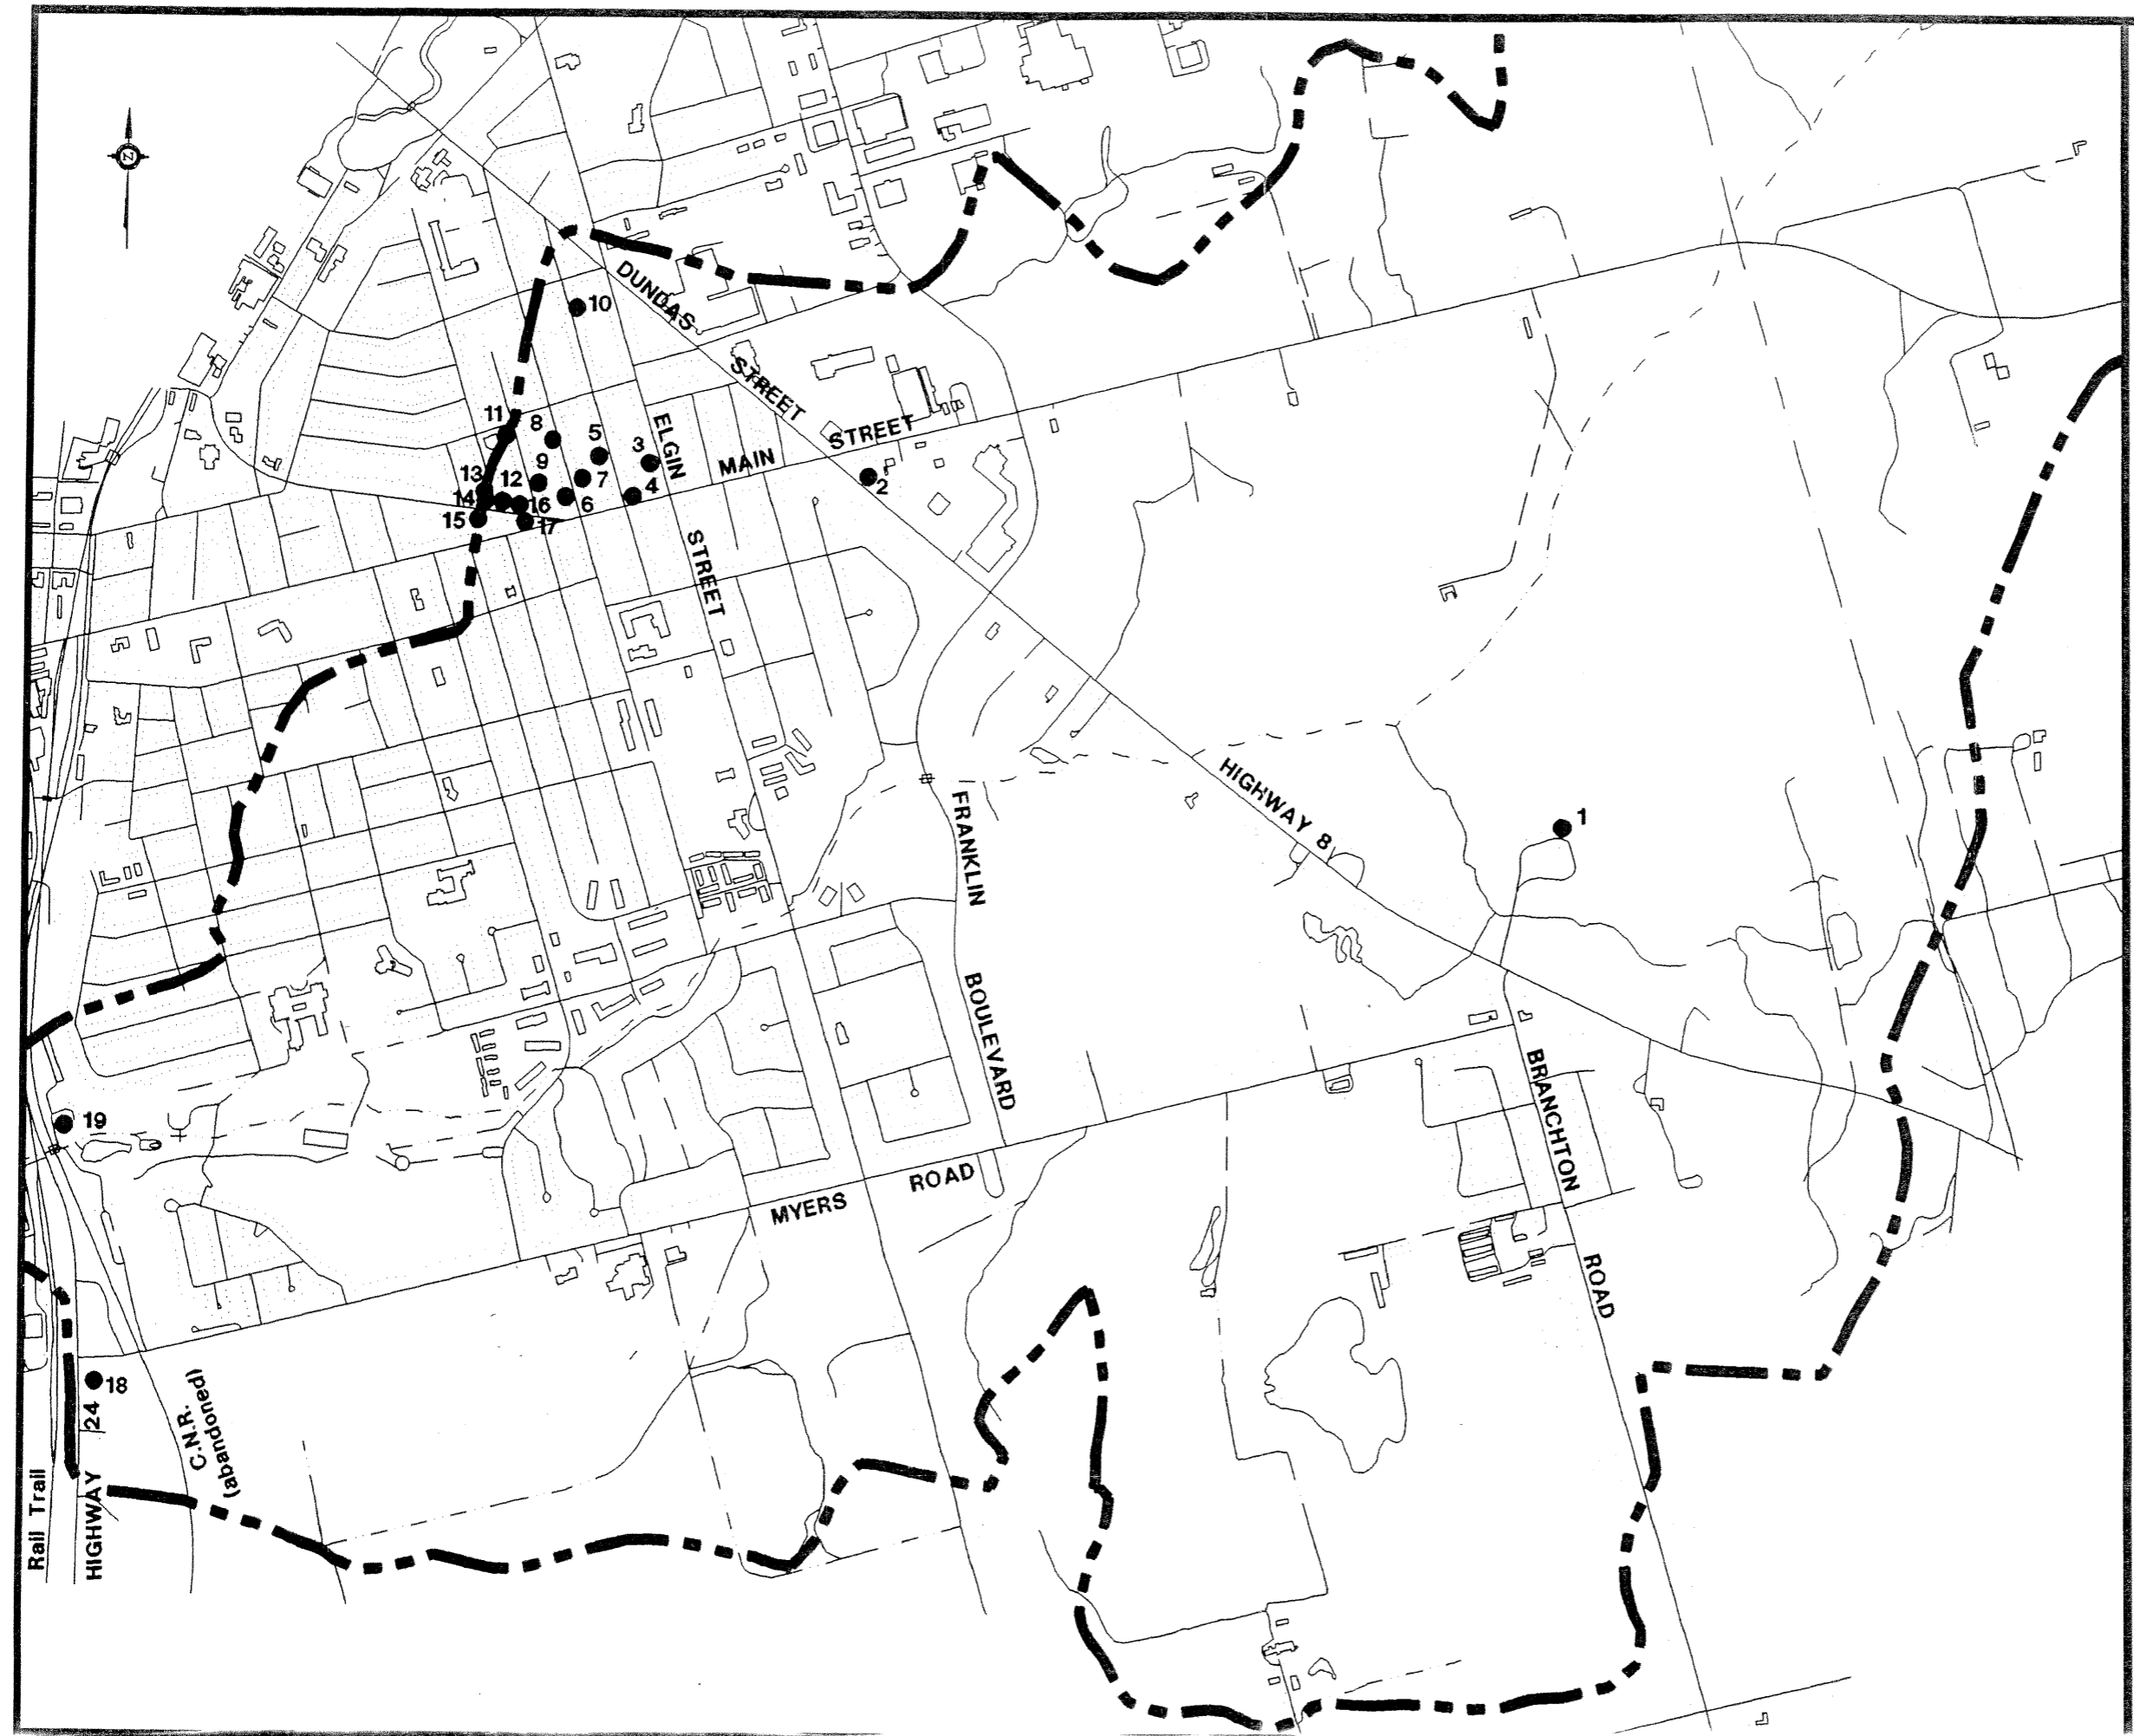 N
10
DUNDAS
STREET
11
8
5
3
ELGIN
STREET
MAIN
13
12
9
7
2
14
16
6
4
15
17
STREET
HIGHWAY 8
1
FRANKLIN
BOULEVARD
BRANCHTON
ROAD
19
ROAD
MYERS
18
24
HIGHWAY
C.N.R.
(abandoned)
Rail Trail